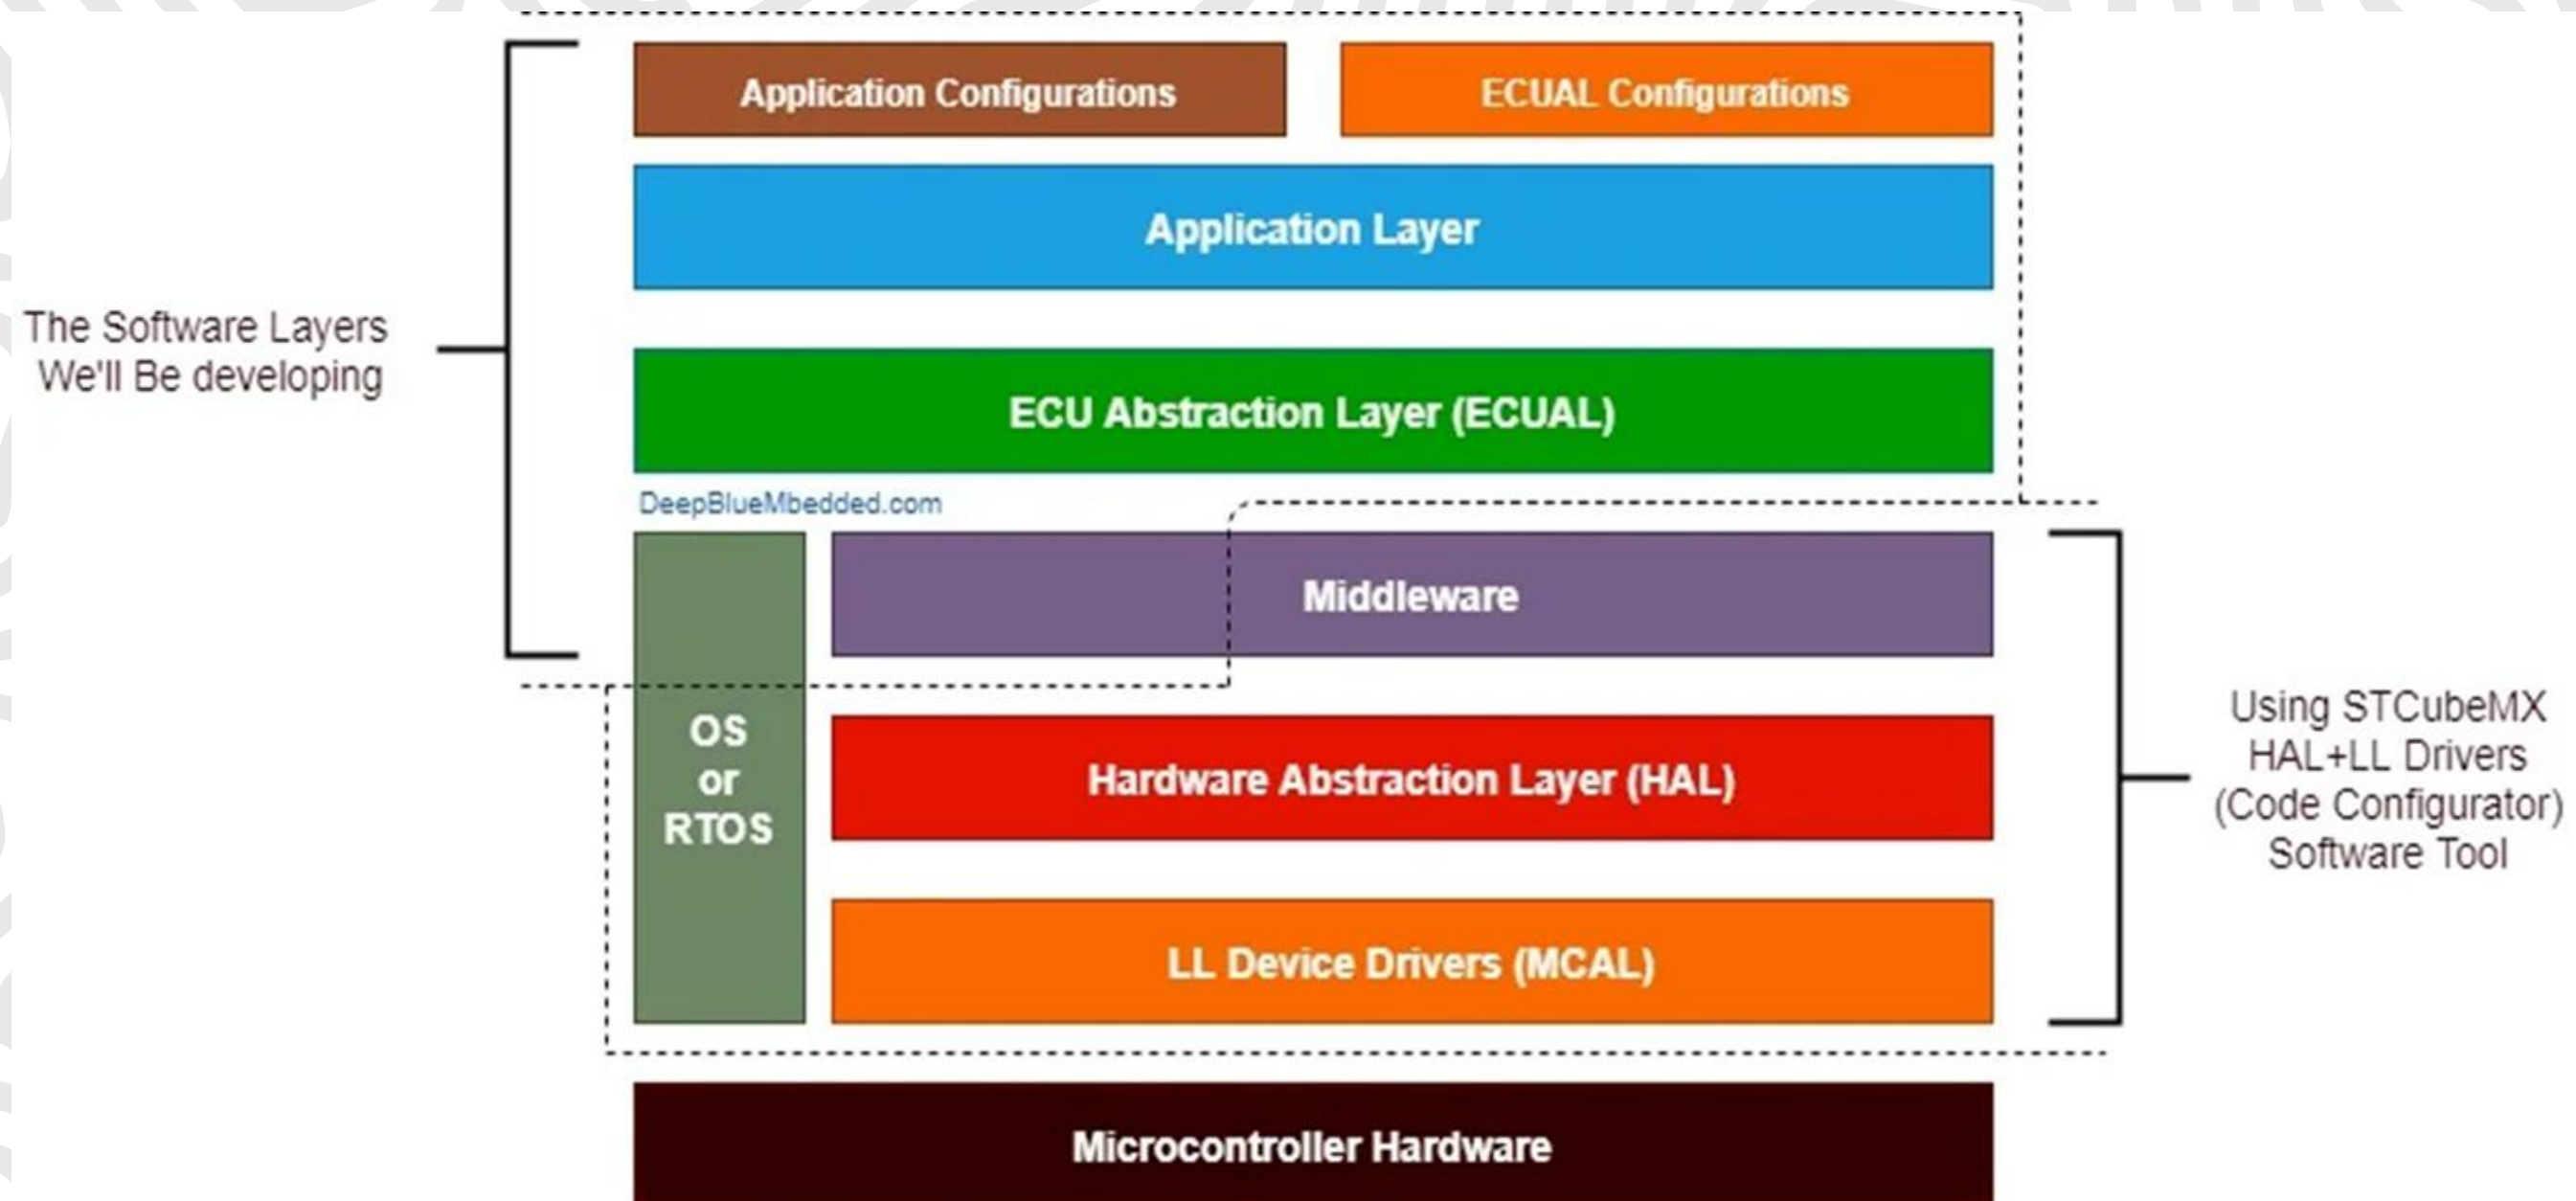 Application Configurations
ECUAL Configurations
Application Layer
The Software Layers
We'll Be developing
ECU Abstraction Layer (ECUAL)
DeepBlueMbedded.com
Middleware
OS
or
RTOS
Hardware Abstraction Layer (HAL)
Using STCubeMX
HAL+LL Drivers
(Code Configurator)
Software Tool
LL Device Drivers (MCAL)
Microcontroller Hardware